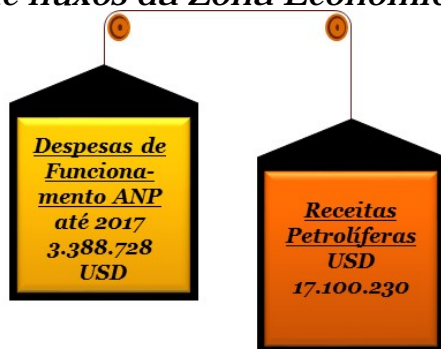 de fluxos da Zona Económic
Despesas de
Funciona-
mento ANP
até 2017
3.388.728
USD
Receitas
Petrolíferas
USD
17.100.230